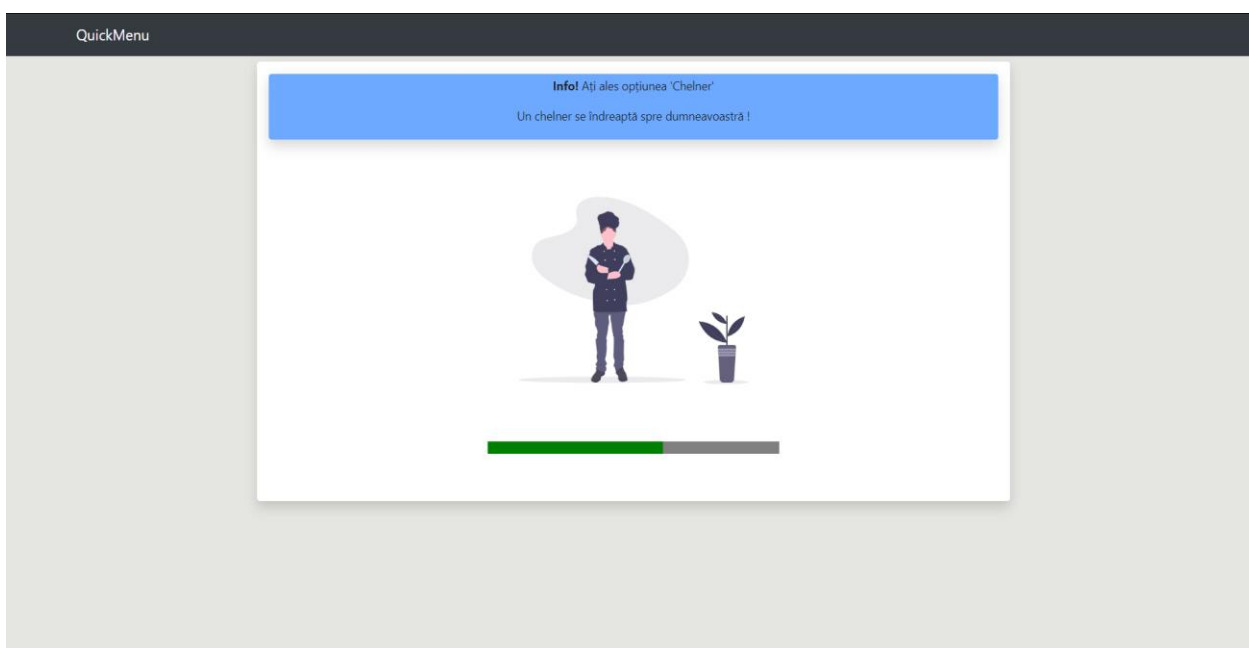 QuickMenu
Info! Ați ales opțiunea 'Chelner'
Un chelner se îndreaptă spre dumneavoastră !